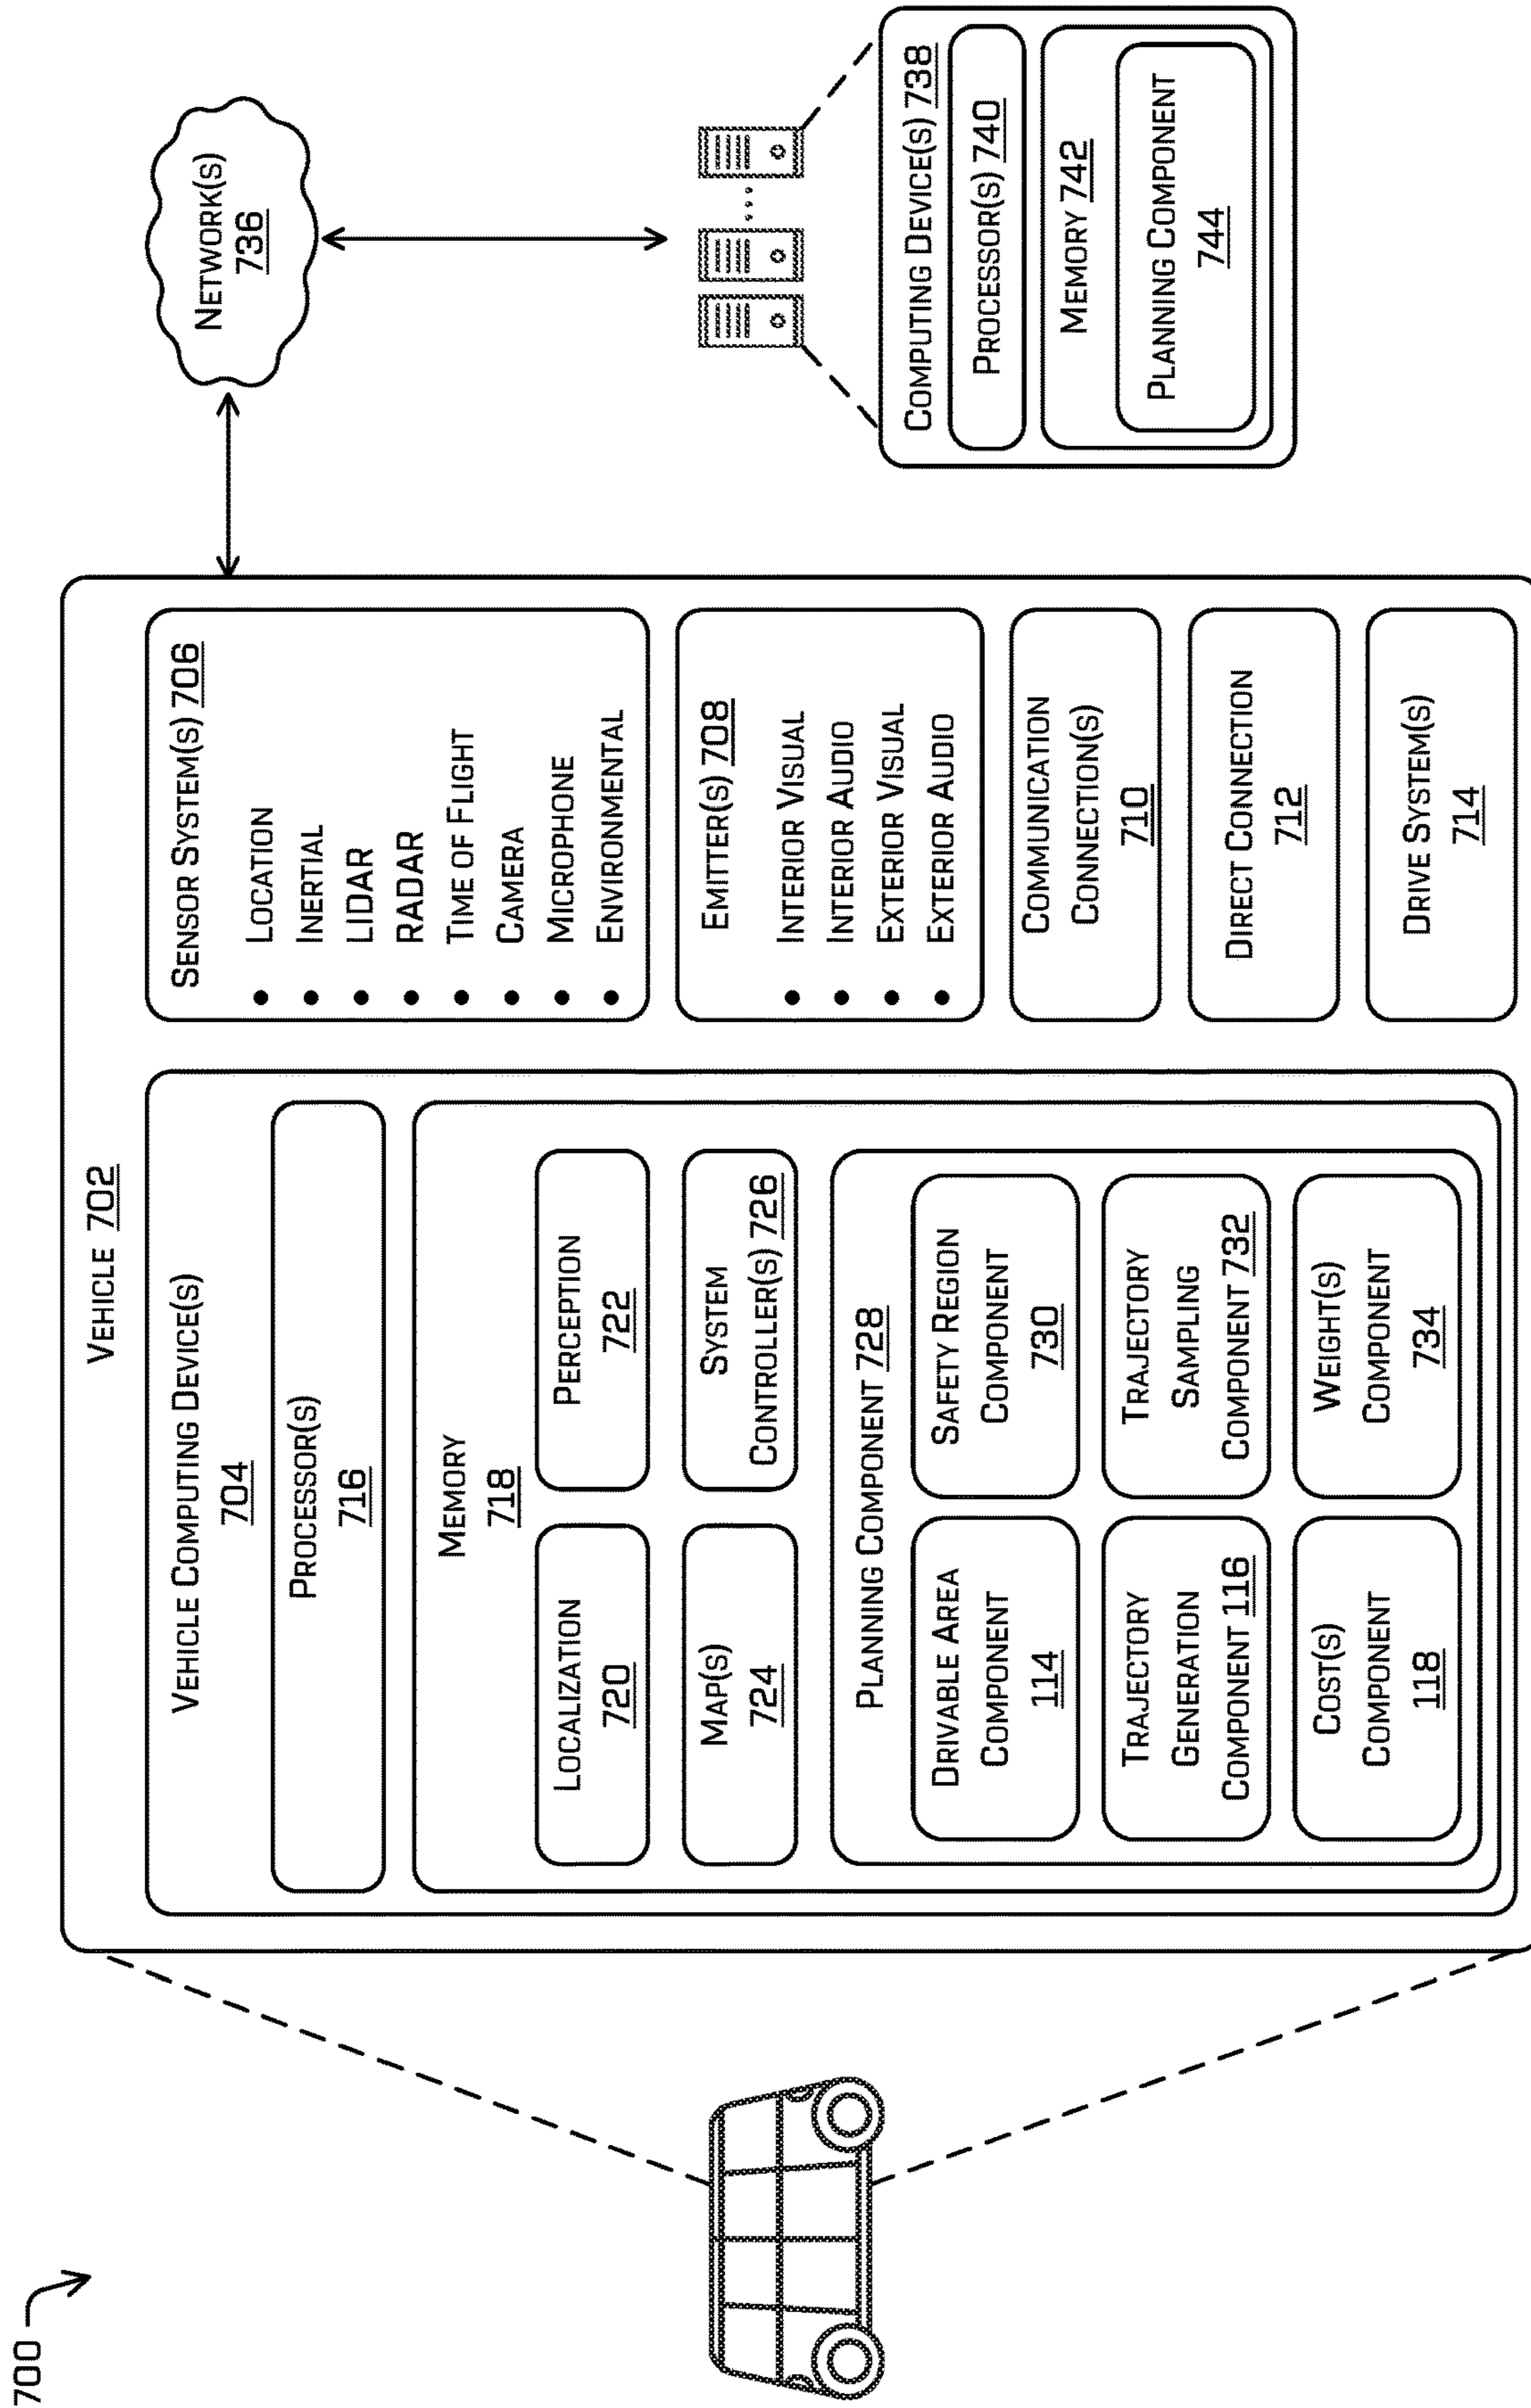 700
VEHICLE 702
VEHICLE COMPUTING DEVICE(S)
704
PROCESSOR(S)
716
MEMORY
718
LOCALIZATION
720
PERCEPTION
722
MAP(S)
724
SYSTEM
CONTROLLER(S) 726
PLANNING COMPONENT 728
DRIVABLE AREA
COMPONENT
114
SAFETY REGION
COMPONENT
730
TRAJECTORY
GENERATION
COMPONENT 116
TRAJECTORY
SAMPLING
COMPONENT 732
COST(S)
COMPONENT
118
WEIGHT(S)
COMPONENT
734
SENSOR SYSTEM(S) 706
• LOCATION
• INERTIAL
• LIDAR
• RADAR
• TIME OF FLIGHT
• CAMERA
• MICROPHONE
• ENVIRONMENTAL
EMITTER(S) 708
• INTERIOR VISUAL
• INTERIOR AUDIO
• EXTERIOR VISUAL
• EXTERIOR AUDIO
COMMUNICATION
CONNECTION(S)
710
DIRECT CONNECTION
712
DRIVE SYSTEM(S)
714
NETWORK(S)
736
COMPUTING DEVICE(S) 738
PROCESSOR(S) 740
MEMORY 742
PLANNING COMPONENT
744